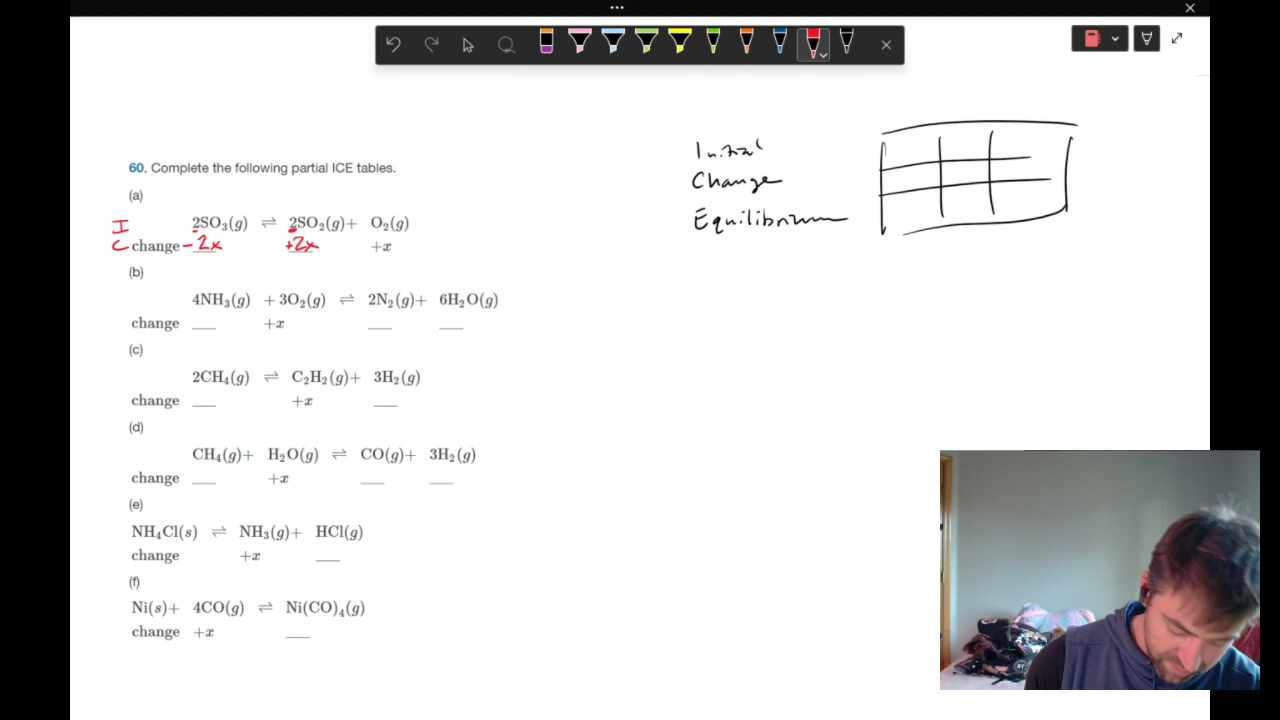 60. Complete the following partial ICE tables.
(a)
I 2SO₃(g) ⇌ 2SO₂(g)+ O₂(g)
C change -2x +2x +x
(b)
4NH₃(g) + 3O₂(g) ⇌ 2N₂(g)+ 6H₂O(g)
change ___ +x ___ ___
(c)
2CH₄(g) ⇌ C₂H₂(g)+ 3H₂(g)
change ___ +x ___
(d)
CH₄(g)+ H₂O(g) ⇌ CO(g)+ 3H₂(g)
change ___ +x ___ ___
(e)
NH₄Cl(s) ⇌ NH₃(g)+ HCl(g)
change +x ___
(f)
Ni(s)+ 4CO(g) ⇌ Ni(CO)₄(g)
change +x ___
Initial
Change
Equilibrium